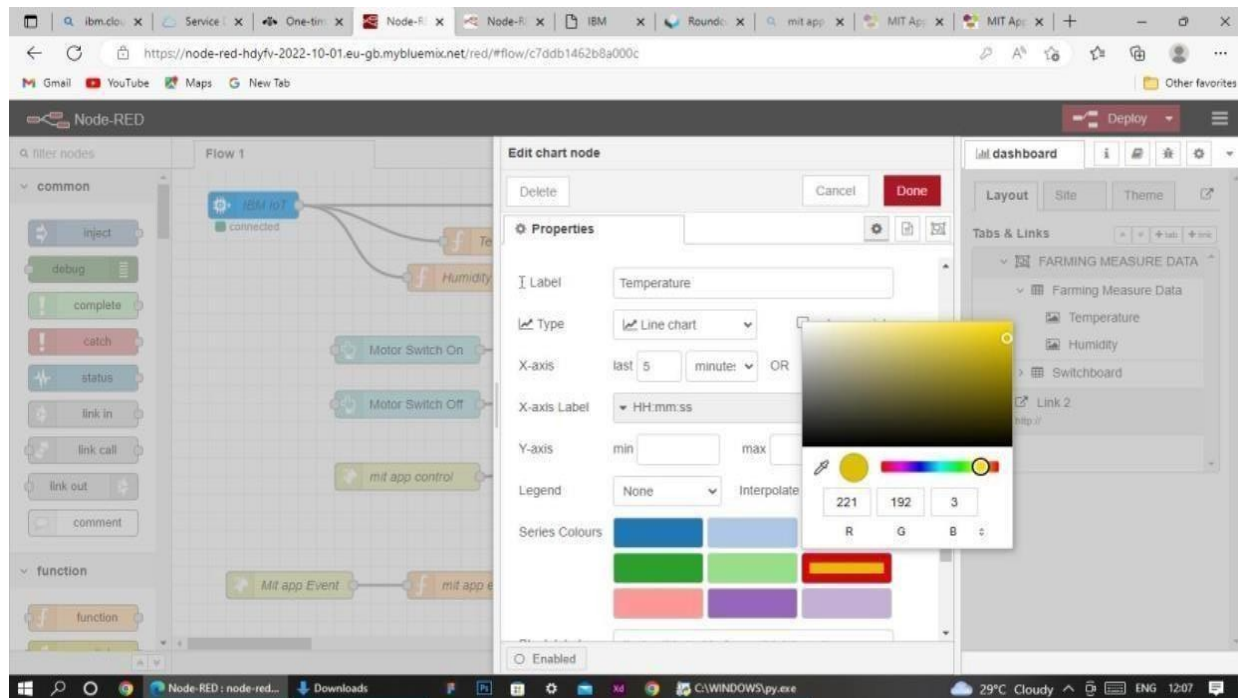 ibm.clou
Service
One-tim
Node-R
Node-R
IBM
Roundc
mit app
MIT App
MIT App
https://node-red-hdyfv-2022-10-01.eu-gb.mybluemix.net/red/#flow/c7ddb1462b8a000c
Gmail
YouTube
Maps
New Tab
Other favorites
Node-RED
Deploy
filter nodes
Flow 1
Edit chart node
dashboard
common
Delete
Cancel
Done
Layout
Site
Theme
IBM IoT
connected
inject
Properties
Tabs & Links
Te
FARMING MEASURE DATA
debug
Humidity
Label
Temperature
Farming Measure Data
complete
Type
Line chart
Temperature
catch
Motor Switch On
X-axis
last 5
minute:
OR
Humidity
status
Switchboard
Motor Switch Off
X-axis Label
HH:mm:ss
Link 2
link in
http://
link call
Y-axis
min
max
mit app control
link out
Legend
None
Interpolate
221
192
3
comment
Series Colours
R
G
B
function
Mit app Event
mit app e
function
Enabled
Node-RED : node-red...
Downloads
C:\WINDOWS\py.exe
29°C Cloudy
ENG
12:07